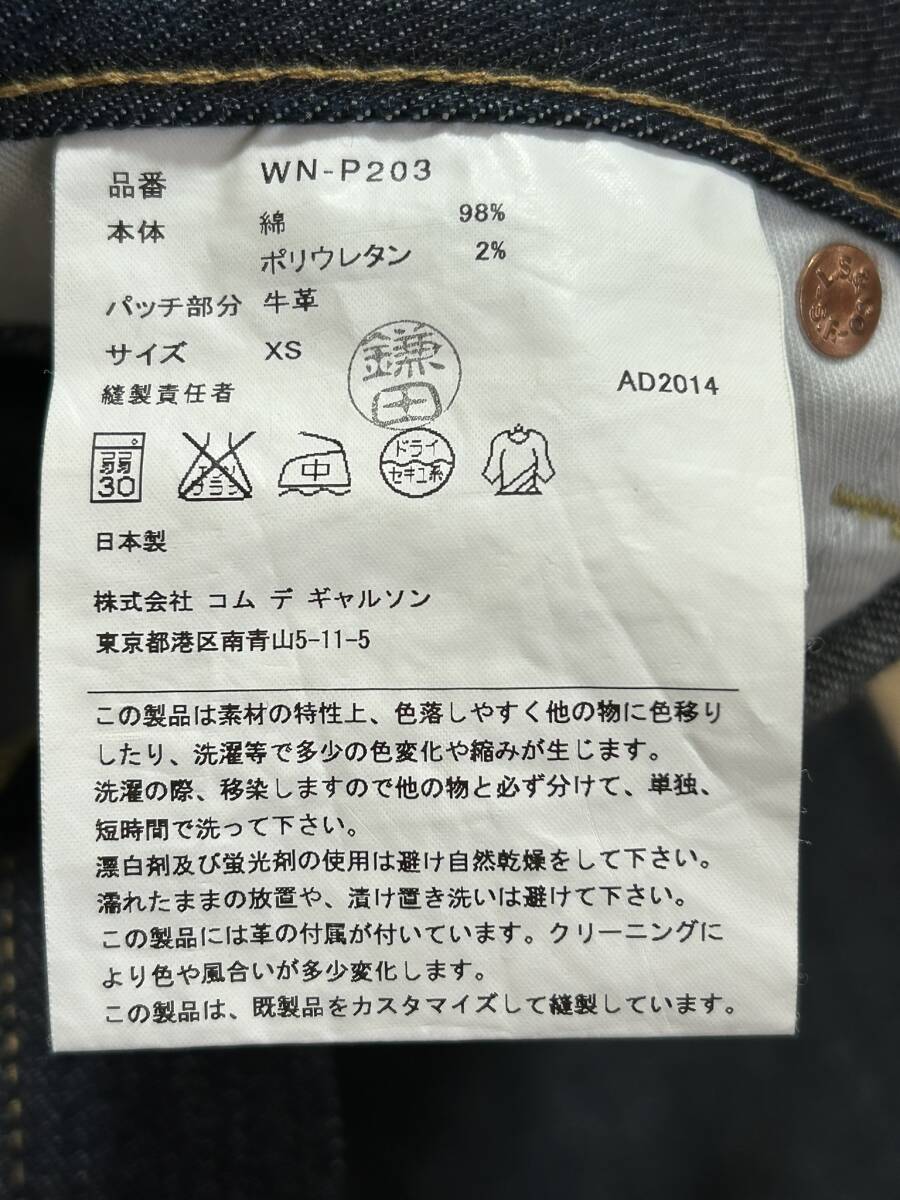 品番 WN-P203
本体 綿 98%
ポリウレタン 2%
パッチ部分 牛革
サイズ XS
縫製責任者 鎌田 AD2014
弱 30 エンソ サラシ 中 ドライ セキユ系
日本製
株式会社 コム デ ギャルソン
東京都港区南青山5-11-5
この製品は素材の特性上、色落しやすく他の物に色移り
したり、洗濯等で多少の色変化や縮みが生じます。
洗濯の際、移染しますので他の物と必ず分けて、単独、
短時間で洗って下さい。
漂白剤及び蛍光剤の使用は避け自然乾燥をして下さい。
濡れたままの放置や、漬け置き洗いは避けて下さい。
この製品には革の付属が付いています。クリーニングに
より色や風合いが多少変化します。
この製品は、既製品をカスタマイズして縫製しています。